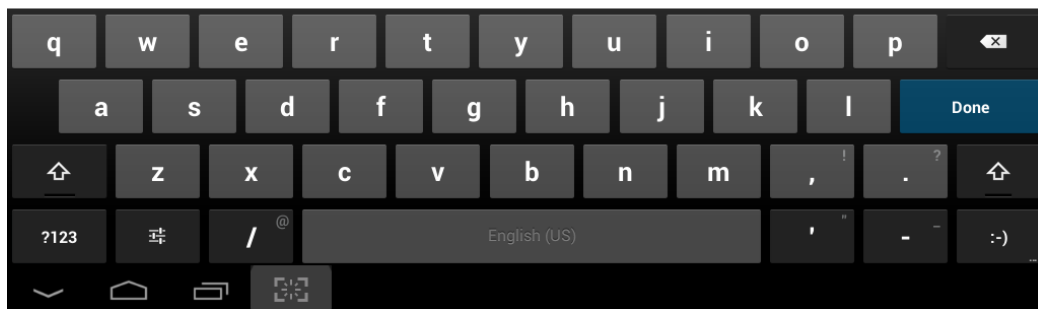 q w e r t y u i o p
a s d f g h j k l Done
z x c v b n m , ! . ?
?123 / @ English (US) ' " - _ :-) ...